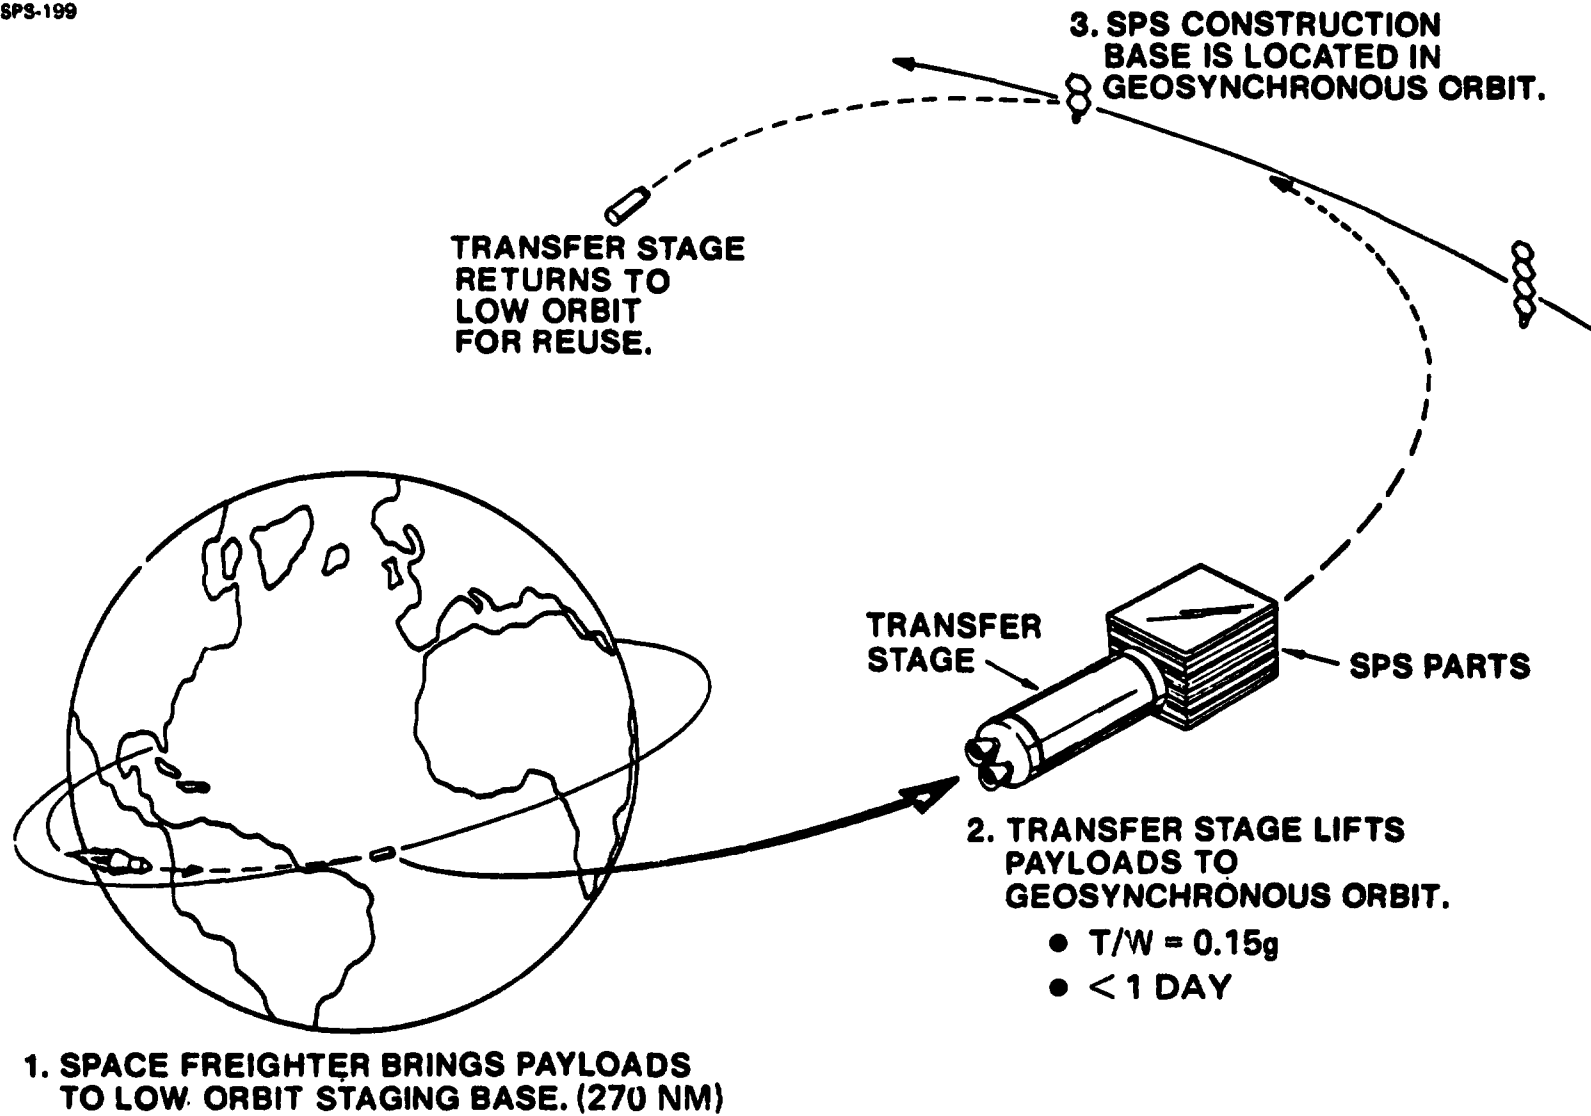 SPS-199
3. SPS CONSTRUCTION
BASE IS LOCATED IN
GEOSYNCHRONOUS ORBIT.
TRANSFER STAGE
RETURNS TO
LOW ORBIT
FOR REUSE.
TRANSFER
STAGE
SPS PARTS
2. TRANSFER STAGE LIFTS
PAYLOADS TO
GEOSYNCHRONOUS ORBIT.
● T/W = 0.15g
● < 1 DAY
1. SPACE FREIGHTER BRINGS PAYLOADS
TO LOW ORBIT STAGING BASE. (270 NM)